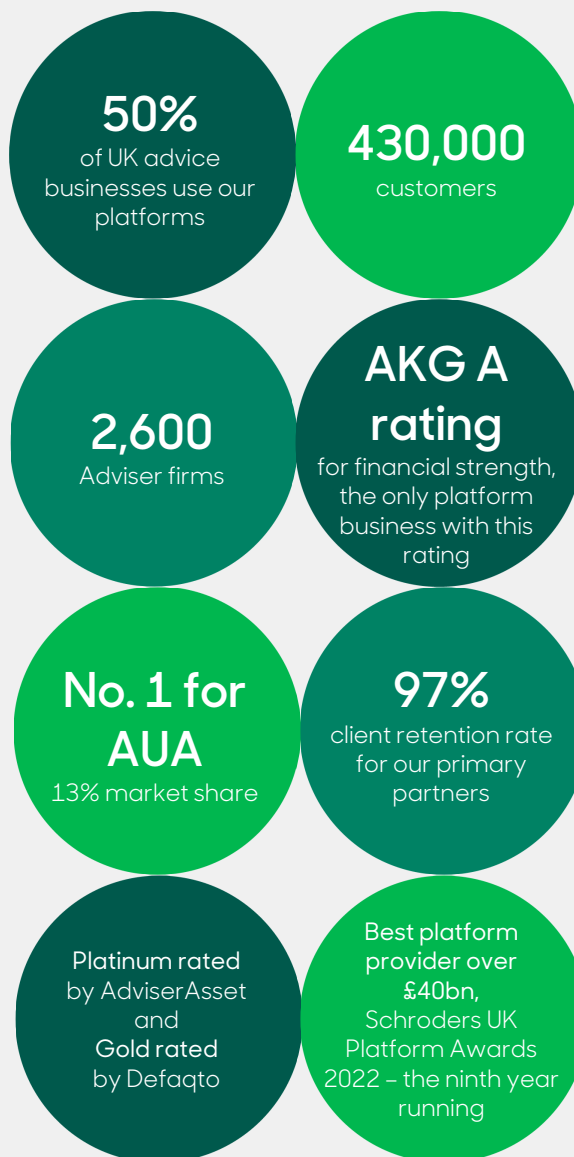 50%
of UK advice
businesses use our
platforms
430,000
customers
2,600
Adviser firms
AKG A
rating
for financial strength,
the only platform
business with this
rating
No. 1 for
AUA
13% market share
97%
client retention rate
for our primary
partners
Platinum rated
by AdviserAsset
and
Gold rated
by Defaqto
Best platform
provider over
£40bn,
Schroders UK
Platform Awards
2022 – the ninth year
running